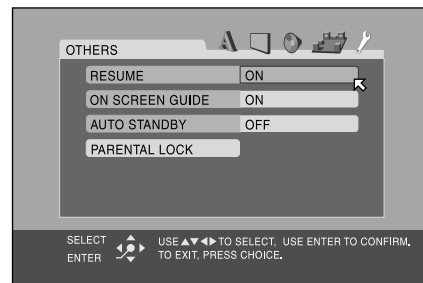 OTHERS
RESUME ON
ON SCREEN GUIDE ON
AUTO STANDBY OFF
PARENTAL LOCK
SELECT USE ▲▼◀▶ TO SELECT, USE ENTER TO CONFIRM.
ENTER TO EXIT, PRESS CHOICE.